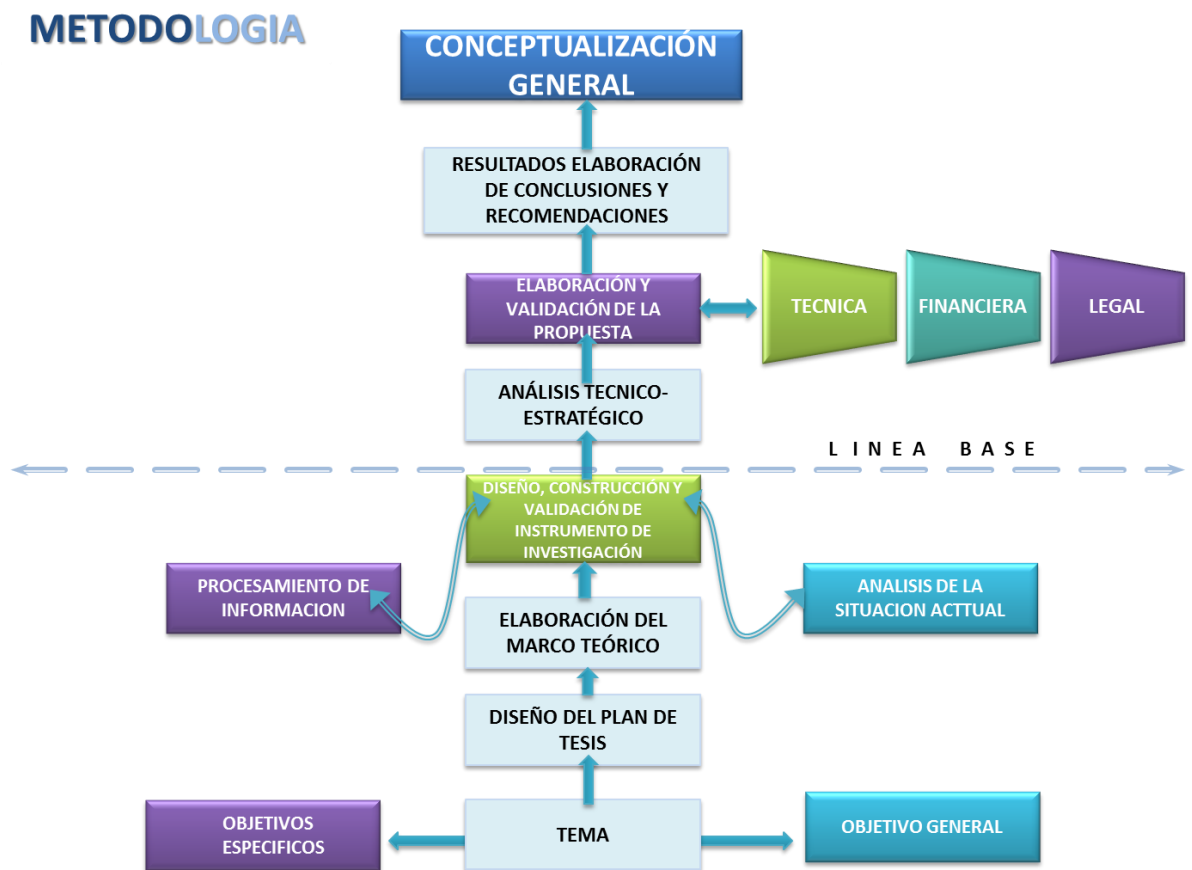 METODOLOGIA
CONCEPTUALIZACIÓN
GENERAL
RESULTADOS ELABORACIÓN
DE CONCLUSIONES Y
RECOMENDACIONES
ELABORACIÓN Y
VALIDACIÓN DE LA
PROPUESTA
TECNICA
FINANCIERA
LEGAL
ANÁLISIS TECNICO-
ESTRATÉGICO
LINEA BASE
DISEÑO, CONSTRUCCIÓN Y
VALIDACIÓN DE
INSTRUMENTO DE
INVESTIGACIÓN
PROCESAMIENTO DE
INFORMACION
ANALISIS DE LA
SITUACION ACTTUAL
ELABORACIÓN DEL
MARCO TEÓRICO
DISEÑO DEL PLAN DE
TESIS
OBJETIVOS
ESPECIFICOS
TEMA
OBJETIVO GENERAL